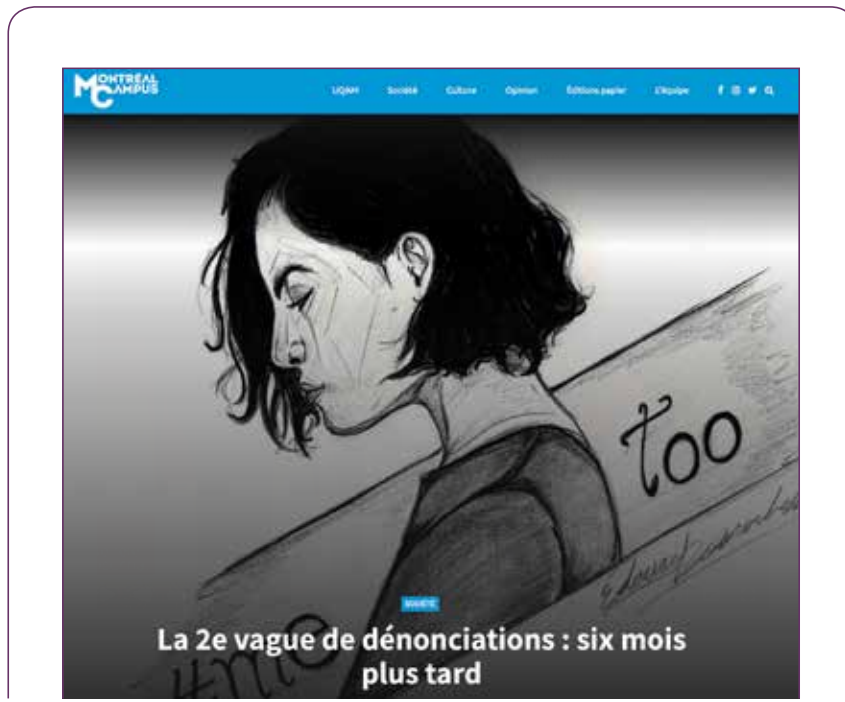 MONTRÉAL
CAMPUS
UQAM Société Culture Opinion Éditions papier L'équipe
too
SOCIÉTÉ
La 2e vague de dénonciations : six mois
plus tard
#me